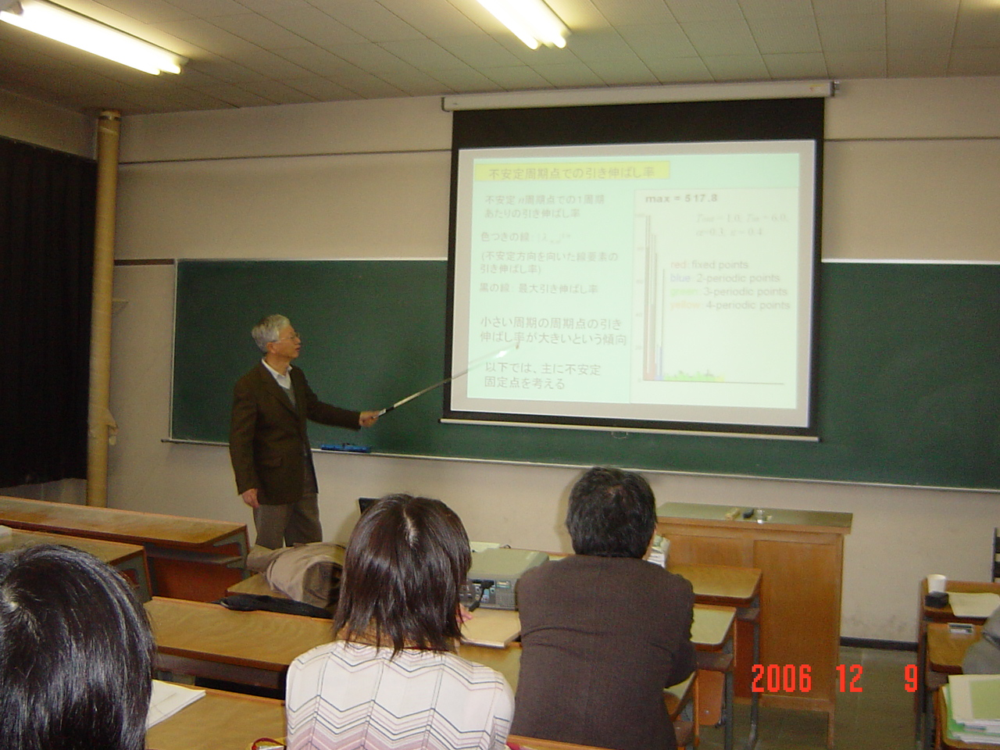 不安定周期点での引き伸ばし率
不安定 n周期点での1周期
あたりの引き伸ばし率
色つきの線:
(不安定方向を向いた線要素の
引き伸ばし率)
黒の線: 最大引き伸ばし率
小さい周期の周期点の引き
伸ばし率が大きいという傾向
以下では、主に不安定
固定点を考える
max = 517.8
red: fixed points
blue: 2-periodic points
green: 3-periodic points
yellow: 4-periodic points
2006 12 9